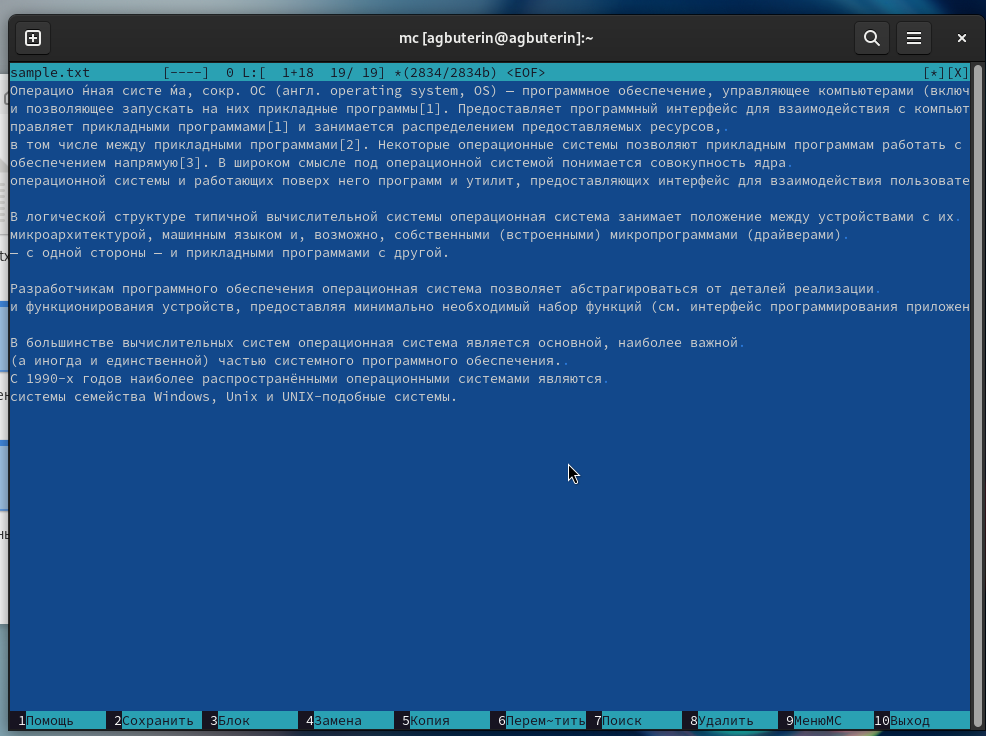 mc [agbuterin@agbuterin]:~
sample.txt [----] 0 L:[ 1+18 19/ 19] *(2834/2834b) <EOF> [*][X]
Операцио́нная систе́ма, сокр. ОС (англ. operating system, OS) — программное обеспечение, управляющее компьютерами (включ
и позволяющее запускать на них прикладные программы[1]. Предоставляет программный интерфейс для взаимодействия с компьют
правляет прикладными программами[1] и занимается распределением предоставляемых ресурсов,.
в том числе между прикладными программами[2]. Некоторые операционные системы позволяют прикладным программам работать с
обеспечением напрямую[3]. В широком смысле под операционной системой понимается совокупность ядра.
операционной системы и работающих поверх него программ и утилит, предоставляющих интерфейс для взаимодействия пользовате
В логической структуре типичной вычислительной системы операционная система занимает положение между устройствами с их.
микроархитектурой, машинным языком и, возможно, собственными (встроенными) микропрограммами (драйверами).
— с одной стороны — и прикладными программами с другой.
Разработчикам программного обеспечения операционная система позволяет абстрагироваться от деталей реализации.
и функционирования устройств, предоставляя минимально необходимый набор функций (см. интерфейс программирования приложен
В большинстве вычислительных систем операционная система является основной, наиболее важной.
(а иногда и единственной) частью системного программного обеспечения..
С 1990-х годов наиболее распространёнными операционными системами являются.
системы семейства Windows, Unix и UNIX-подобные системы.
1Помощь 2Сохранить 3Блок 4Замена 5Копия 6Перем~тить 7Поиск 8Удалить 9МенюMC 10Выход